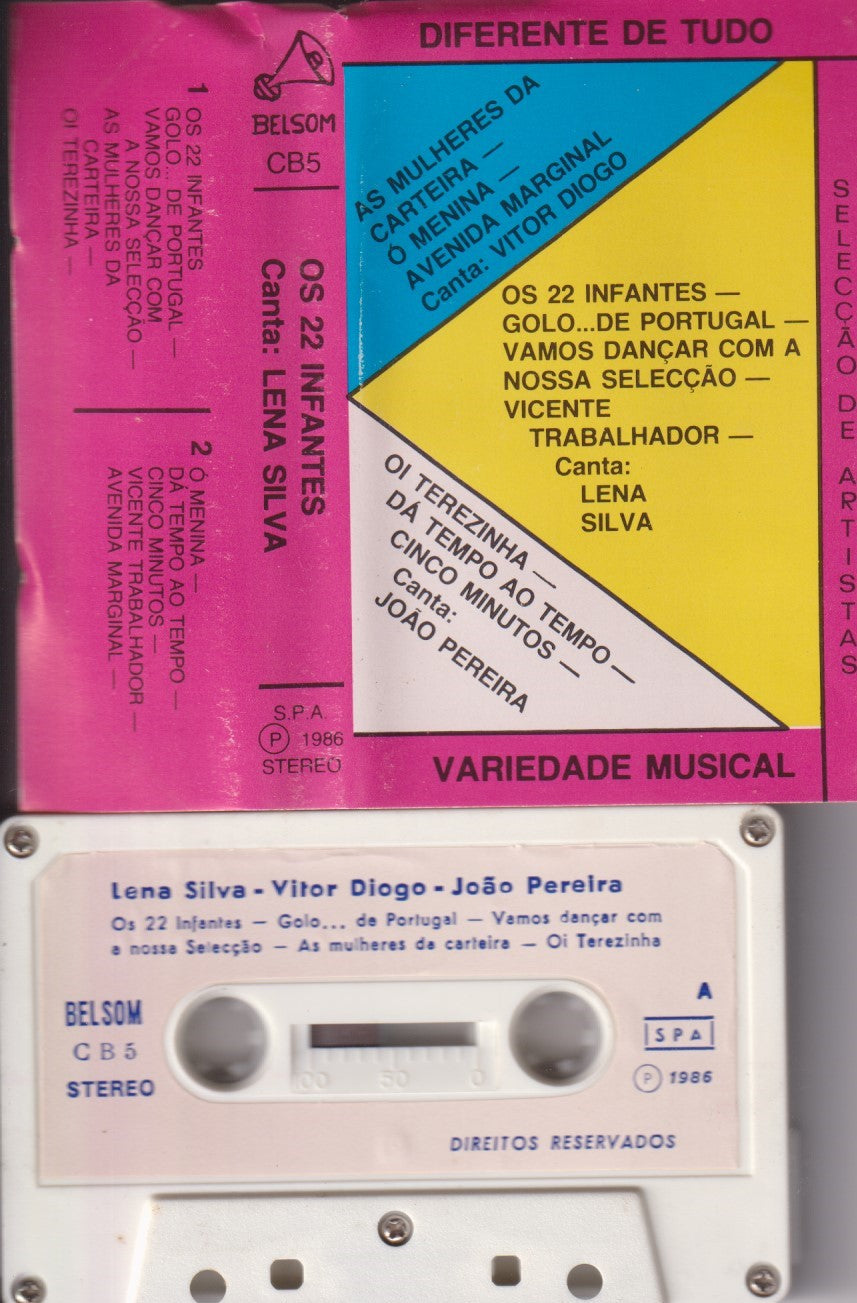 DIFERENTE DE TUDO
1
OS 22 INFANTES
GOLO... DE PORTUGAL —
VAMOS DANÇAR COM
A NOSSA SELECÇÃO —
AS MULHERES DA
CARTEIRA —
OI TEREZINHA —
2
Ó MENINA —
DÁ TEMPO AO TEMPO —
CINCO MINUTOS —
VICENTE TRABALHADOR —
AVENIDA MARGINAL —
BELSOM
CB5
OS 22 INFANTES
Canta: LENA SILVA
S.P.A.
Ⓟ 1986
STEREO
AS MULHERES DA
CARTEIRA —
Ó MENINA —
AVENIDA MARGINAL
Canta: VITOR DIOGO
OS 22 INFANTES —
GOLO...DE PORTUGAL —
VAMOS DANÇAR COM A
NOSSA SELECÇÃO —
VICENTE
TRABALHADOR —
Canta:
LENA
SILVA
OI TEREZINHA —
DÁ TEMPO AO TEMPO —
CINCO MINUTOS —
Canta:
JOÃO PEREIRA
VARIEDADE MUSICAL
SELECÇÃO DE ARTISTAS
Lena Silva - Vitor Diogo - João Pereira
Os 22 Infantes — Golo... de Portugal — Vamos dançar com
a nossa Selecção — As mulheres da carteira — Oi Terezinha
BELSOM
CB5
STEREO
A
SPA
Ⓟ 1986
00 50 0
DIREITOS RESERVADOS